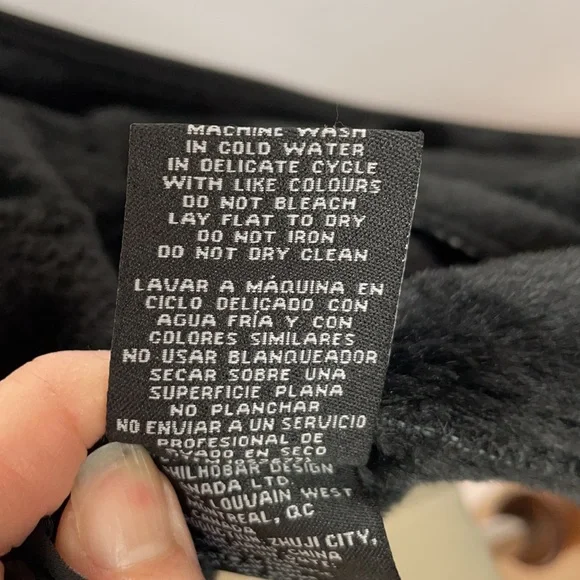 MACHINE WASH
IN COLD WATER
IN DELICATE CYCLE
WITH LIKE COLOURS
DO NOT BLEACH
LAY FLAT TO DRY
DO NOT IRON
DO NOT DRY CLEAN
LAVAR A MÁQUINA EN
CICLO DELICADO CON
AGUA FRÍA Y CON
COLORES SIMILARES
NO USAR BLANQUEADOR
SECAR SOBRE UNA
SUPERFICIE PLANA
NO PLANCHAR
NO ENVIAR A UN SERVICIO
PROFESIONAL DE
LAVADO EN SECO
DESIGN
LTD.
LOUVAIN WEST
QC
ZHUJI CITY,
CHINA